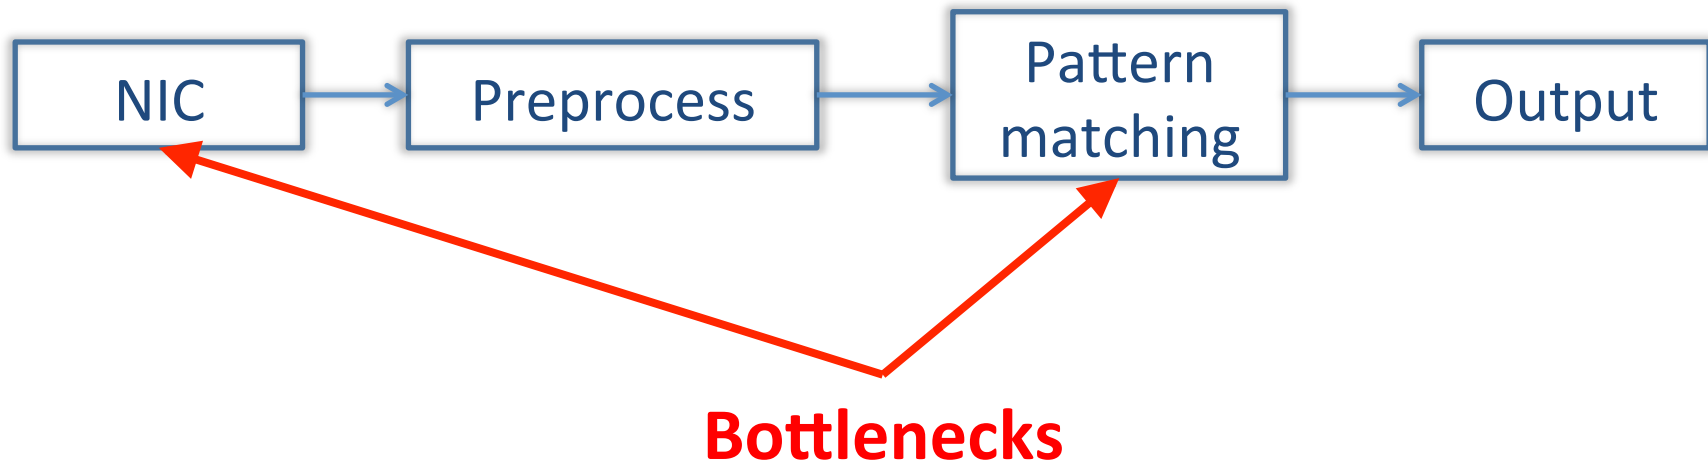 NIC
Preprocess
Pattern
matching
Output
Bottlenecks